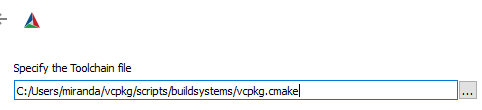 Specify the Toolchain file
C:/Users/miranda/vcpkg/scripts/buildsystems/vcpkg.cmake
...